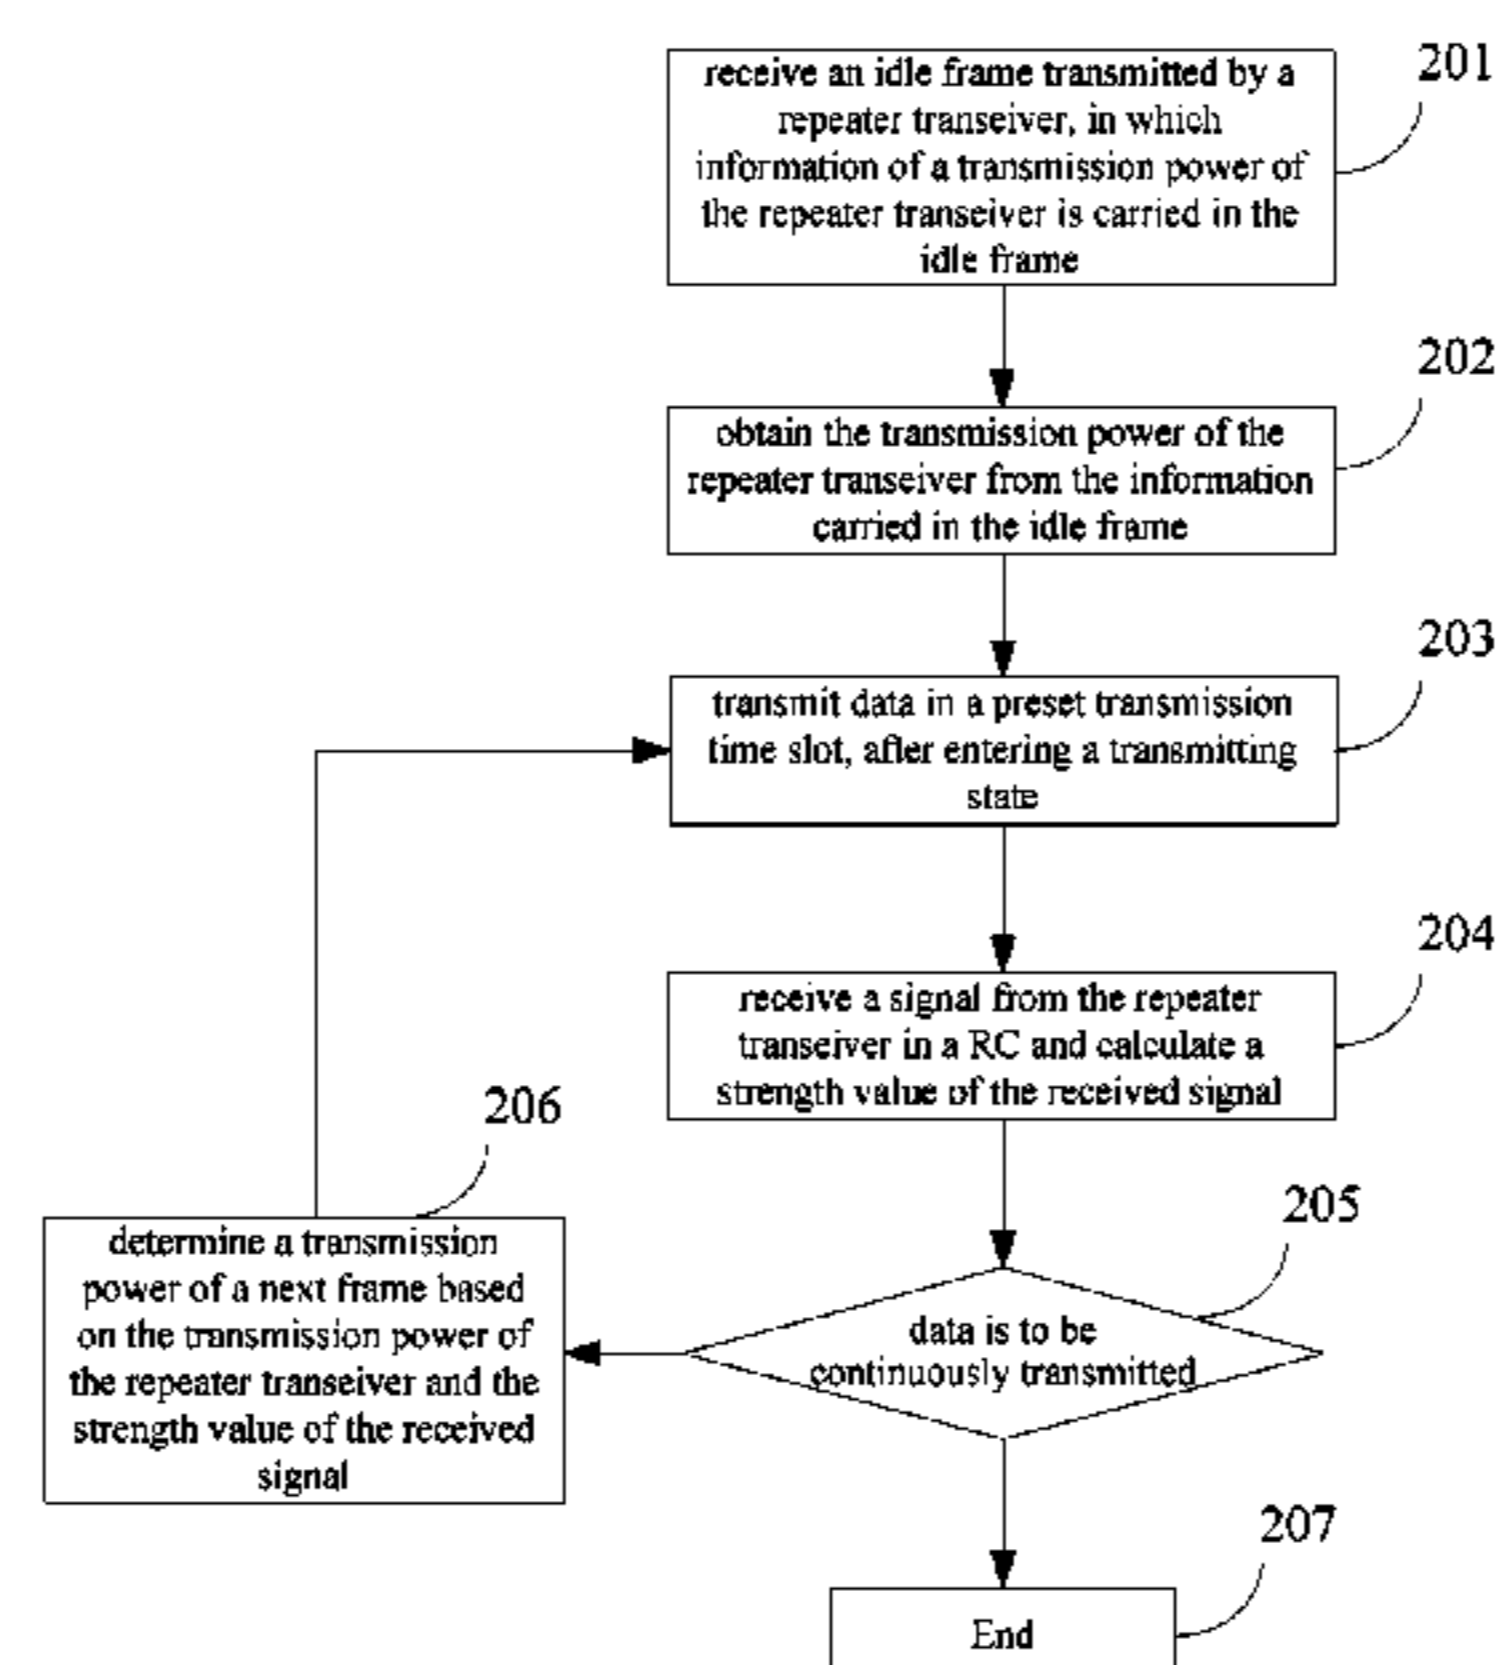 receive an idle frame transmitted by a
repeater transeiver, in which
information of a transmission power of
the repeater transeiver is carried in the
idle frame
201
obtain the transmission power of the
repeater transeiver from the information
carried in the idle frame
202
transmit data in a preset transmission
time slot, after entering a transmitting
state
203
receive a signal from the repeater
transeiver in a RC and calculate a
strength value of the received signal
204
data is to be
continuously transmitted
205
determine a transmission
power of a next frame based
on the transmission power of
the repeater transeiver and the
strength value of the received
signal
206
End
207